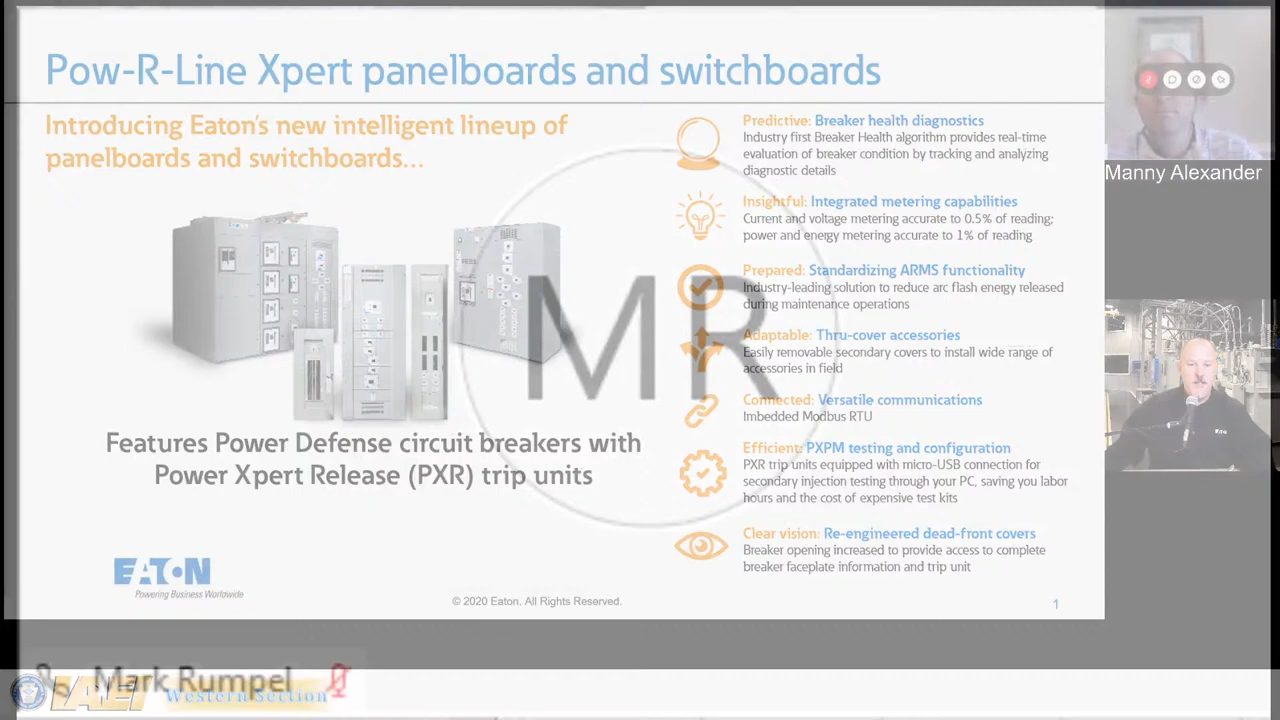 Pow-R-Line Xpert panelboards and switchboards
Introducing Eaton's new intelligent lineup of
panelboards and switchboards...
Features Power Defense circuit breakers with
Power Xpert Release (PXR) trip units
Predictive: Breaker health diagnostics
Industry first Breaker Health algorithm provides real-time
evaluation of breaker condition by tracking and analyzing
diagnostic details
Insightful: Integrated metering capabilities
Current and voltage metering accurate to 0.5% of reading;
power and energy metering accurate to 1% of reading
Prepared: Standardizing ARMS functionality
Industry-leading solution to reduce arc flash energy released
during maintenance operations
Adaptable: Thru-cover accessories
Easily removable secondary covers to install wide range of
accessories in field
Connected: Versatile communications
Imbedded Modbus RTU
Efficient: PXPM testing and configuration
PXR trip units equipped with micro-USB connection for
secondary injection testing through your PC, saving you labor
hours and the cost of expensive test kits
Clear vision: Re-engineered dead-front covers
Breaker opening increased to provide access to complete
breaker faceplate information and trip unit
EATON
Powering Business Worldwide
© 2020 Eaton. All Rights Reserved.
1
MR
Manny Alexander
Mark Rumpel
IAEI Western Section